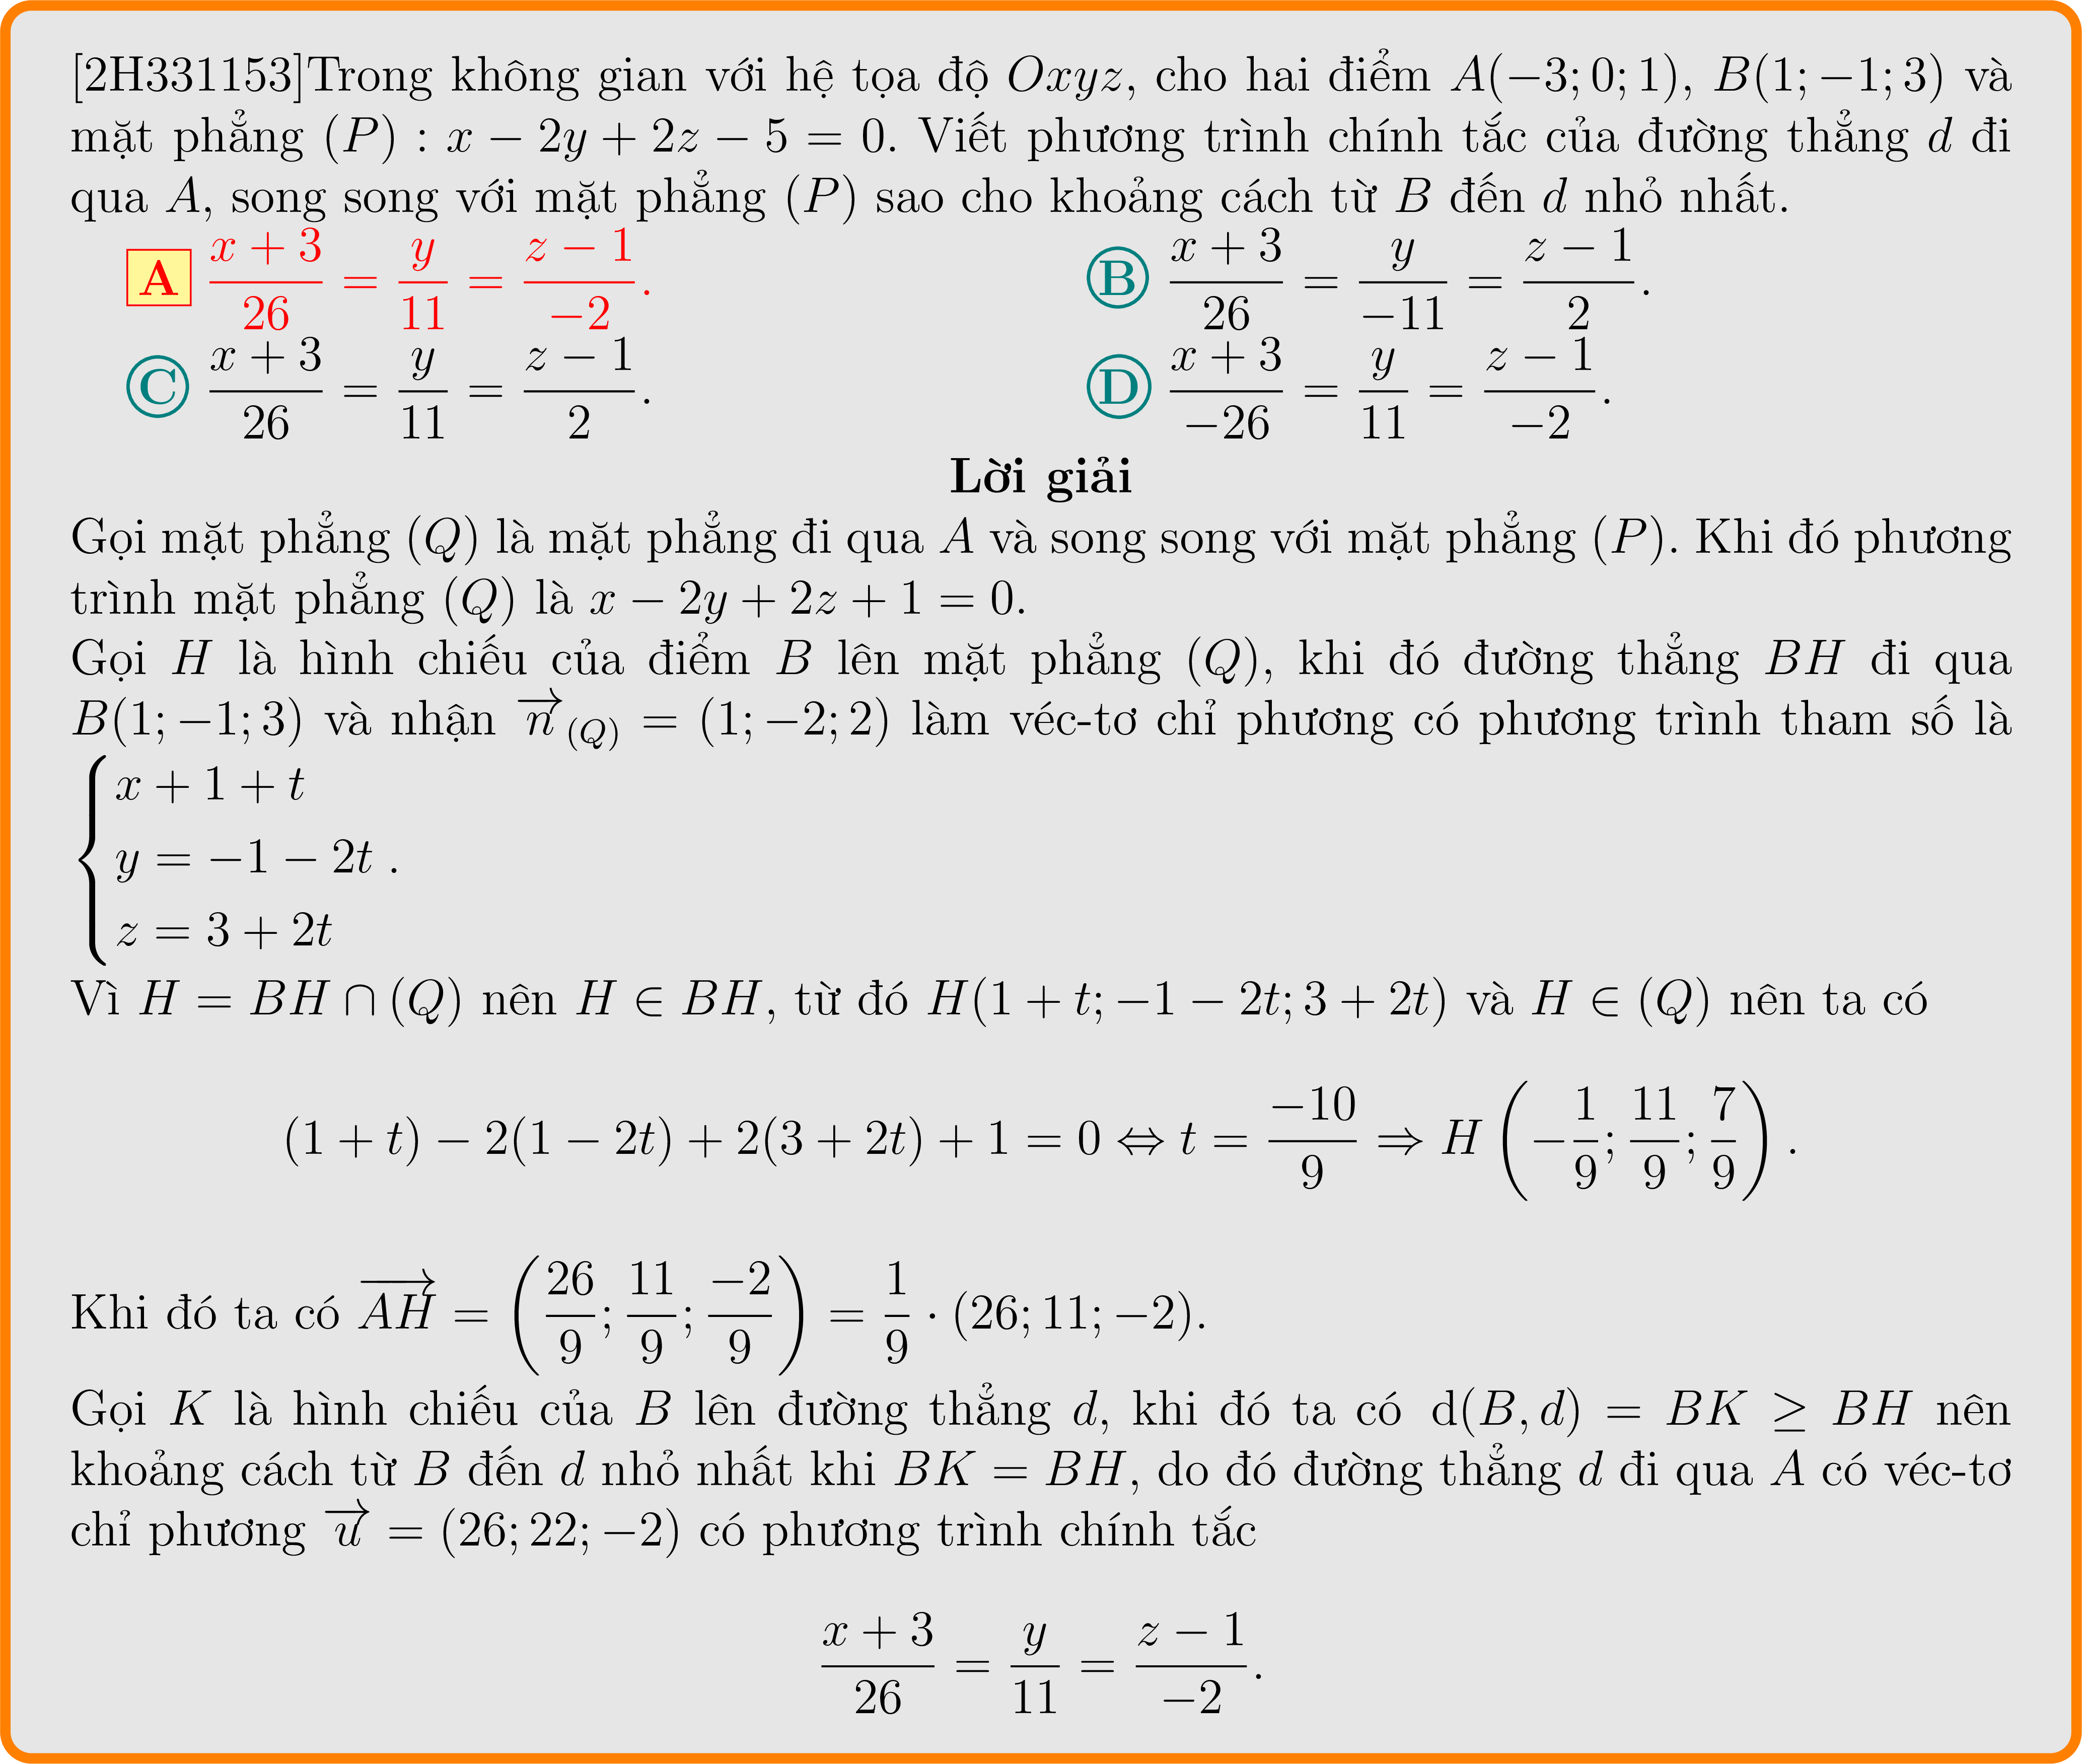 [2H331153]Trong không gian với hệ tọa độ $Oxyz$, cho hai điểm $A(-3;0;1)$, $B(1;-1;3)$ và
mặt phẳng $(P) : x - 2y + 2z - 5 = 0$. Viết phương trình chính tắc của đường thẳng $d$ đi
qua $A$, song song với mặt phẳng $(P)$ sao cho khoảng cách từ $B$ đến $d$ nhỏ nhất.
A $\frac{x+3}{26} = \frac{y}{11} = \frac{z-1}{-2}$. B $\frac{x+3}{26} = \frac{y}{-11} = \frac{z-1}{2}$.
C $\frac{x+3}{26} = \frac{y}{11} = \frac{z-1}{2}$. D $\frac{x+3}{-26} = \frac{y}{11} = \frac{z-1}{-2}$.
Lời giải
Gọi mặt phẳng $(Q)$ là mặt phẳng đi qua $A$ và song song với mặt phẳng $(P)$. Khi đó phương
trình mặt phẳng $(Q)$ là $x - 2y + 2z + 1 = 0$.
Gọi $H$ là hình chiếu của điểm $B$ lên mặt phẳng $(Q)$, khi đó đường thẳng $BH$ đi qua
$B(1;-1;3)$ và nhận $\overrightarrow{n}_{(Q)} = (1;-2;2)$ làm véc-tơ chỉ phương có phương trình tham số là
$\begin{cases} x + 1 + t \\ y = -1 - 2t \\ z = 3 + 2t \end{cases}$.
Vì $H = BH \cap (Q)$ nên $H \in BH$, từ đó $H(1+t;-1-2t;3+2t)$ và $H \in (Q)$ nên ta có
$(1+t) - 2(1-2t) + 2(3+2t) + 1 = 0 \Leftrightarrow t = \frac{-10}{9} \Rightarrow H\left(-\frac{1}{9};\frac{11}{9};\frac{7}{9}\right)$.
Khi đó ta có $\overrightarrow{AH} = \left(\frac{26}{9};\frac{11}{9};\frac{-2}{9}\right) = \frac{1}{9} \cdot (26;11;-2)$.
Gọi $K$ là hình chiếu của $B$ lên đường thẳng $d$, khi đó ta có $\mathrm{d}(B,d) = BK \geq BH$ nên
khoảng cách từ $B$ đến $d$ nhỏ nhất khi $BK = BH$, do đó đường thẳng $d$ đi qua $A$ có véc-tơ
chỉ phương $\overrightarrow{u} = (26;22;-2)$ có phương trình chính tắc
$\frac{x+3}{26} = \frac{y}{11} = \frac{z-1}{-2}$.